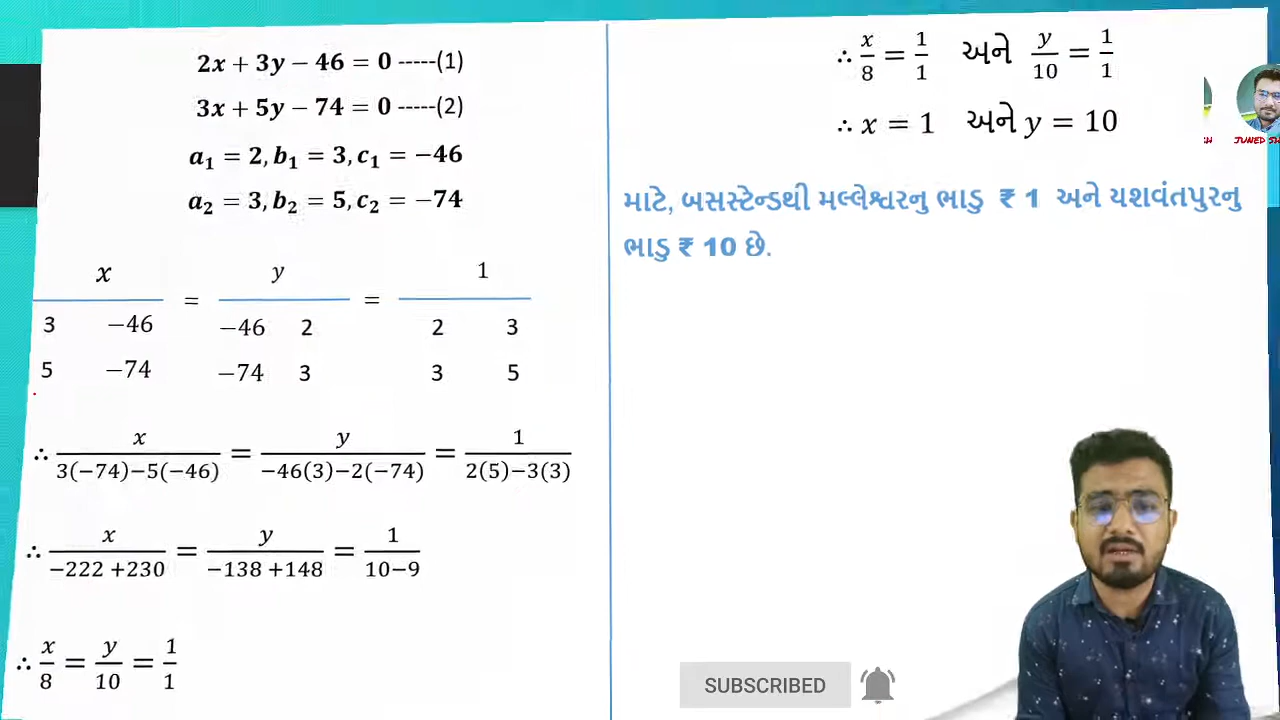 2x + 3y − 46 = 0 -----(1)
3x + 5y − 74 = 0 -----(2)
a₁ = 2, b₁ = 3, c₁ = −46
a₂ = 3, b₂ = 5, c₂ = −74
x = y = 1
3 −46 −46 2 2 3
5 −74 −74 3 3 5
∴ x/(3(−74)−5(−46)) = y/(−46(3)−2(−74)) = 1/(2(5)−3(3))
∴ x/(−222 +230) = y/(−138 +148) = 1/(10−9)
∴ x/8 = y/10 = 1/1
∴ x/8 = 1/1 અને y/10 = 1/1
∴ x = 1 અને y = 10
માટે, બસસ્ટેન્ડથી મલ્લેશ્વરનુ ભાડુ ₹ 1 અને યશવંતપુરનુ
ભાડુ ₹ 10 છે.
JUNED SH
SUBSCRIBED